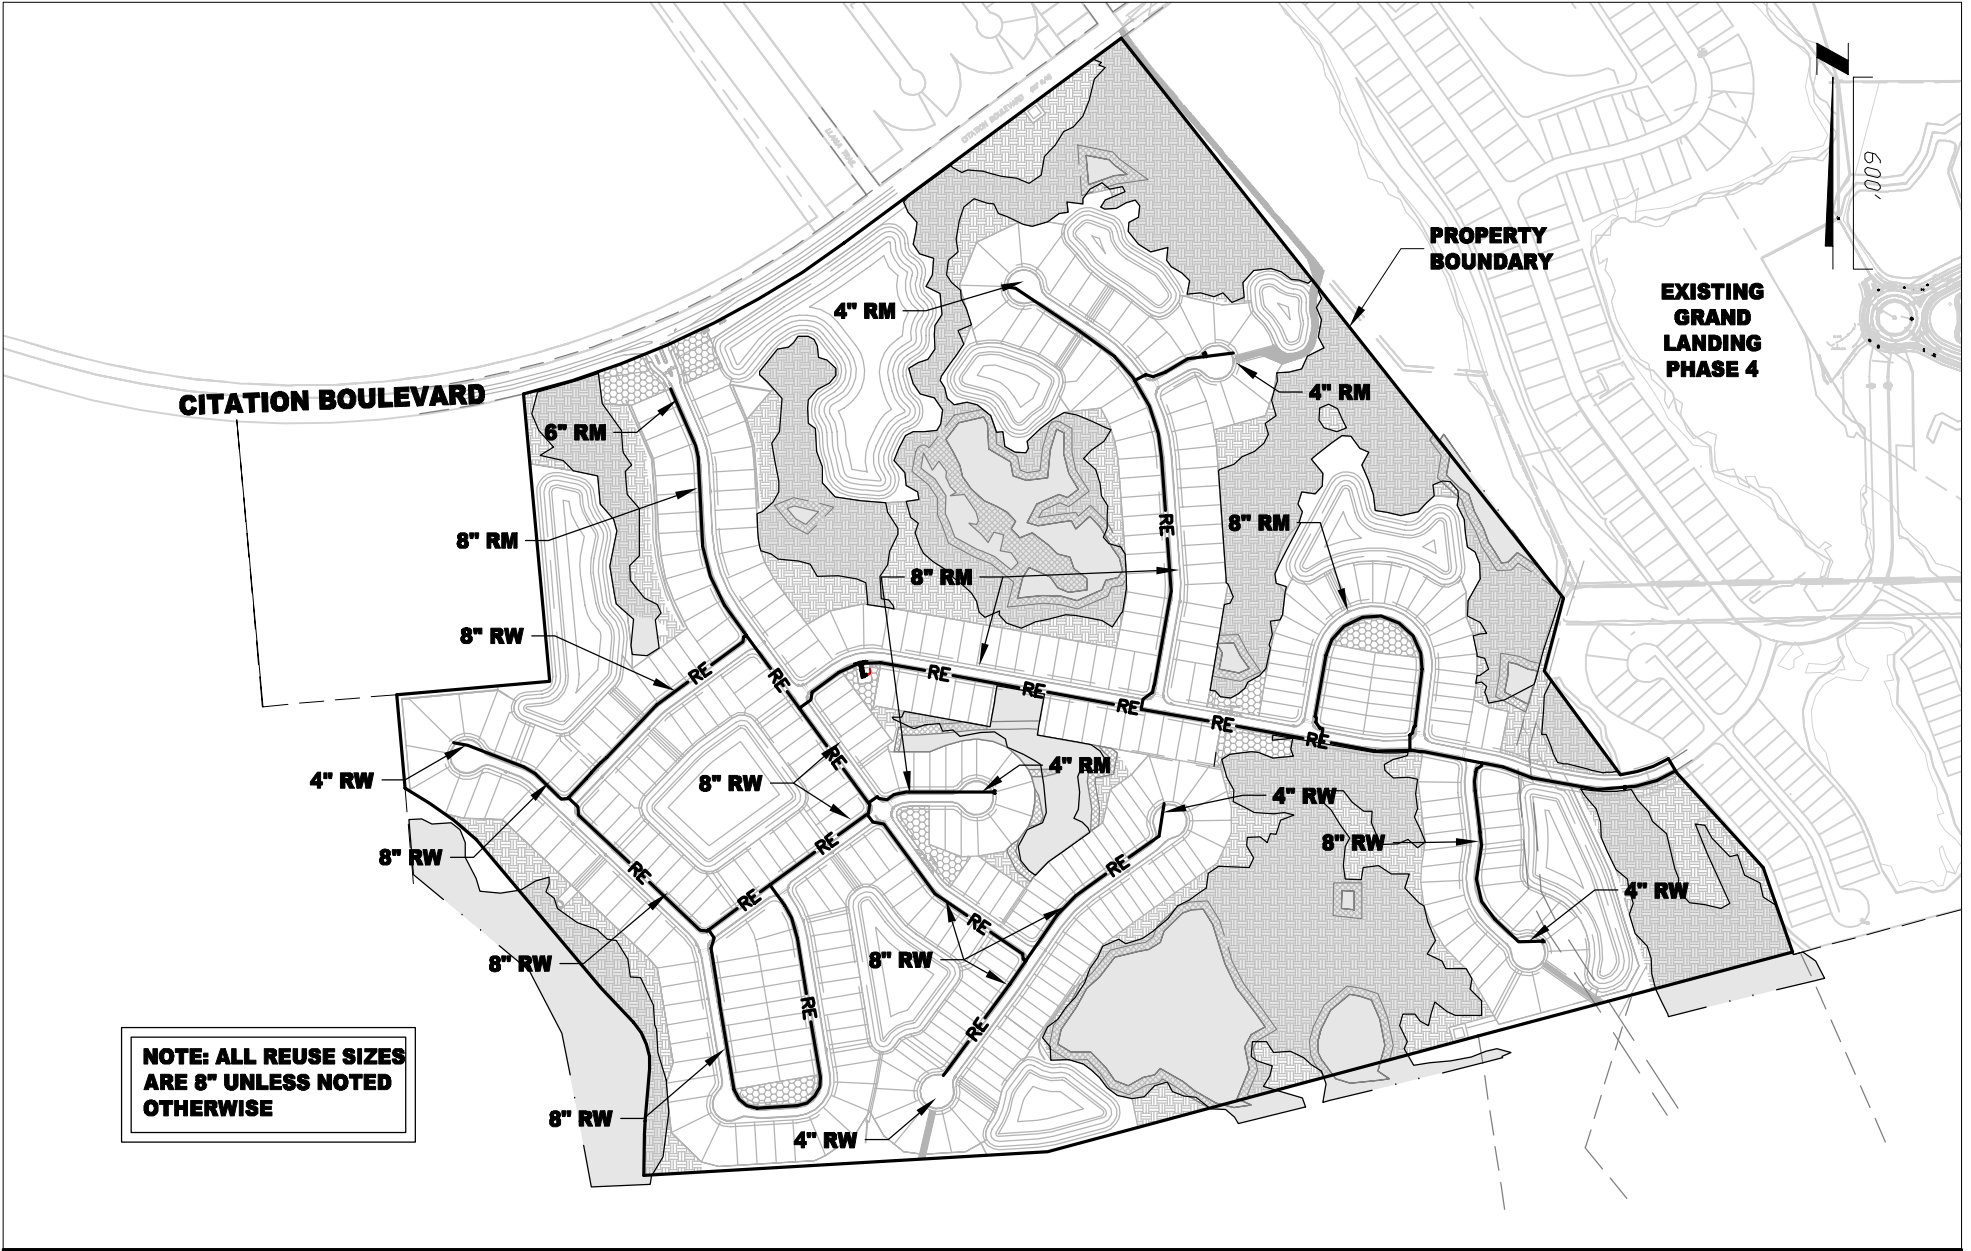 CITATION BOULEVARD 60' R/W
600'
PROPERTY
BOUNDARY
EXISTING
GRAND
LANDING
PHASE 4
4" RM
4" RM
CITATION BOULEVARD
6" RM
8" RM
8" RM
RE
8" RM
8" RW
RE
RE
RE
RE
RE
RE
RE
4" RW
8" RW
RE
4" RM
4" RW
8" RW
8" RW
RE
RE
RE
4" RW
RE
RE
8" RW
8" RW
RE
RE
NOTE: ALL REUSE SIZES
ARE 8" UNLESS NOTED
OTHERWISE
8" RW
4" RW